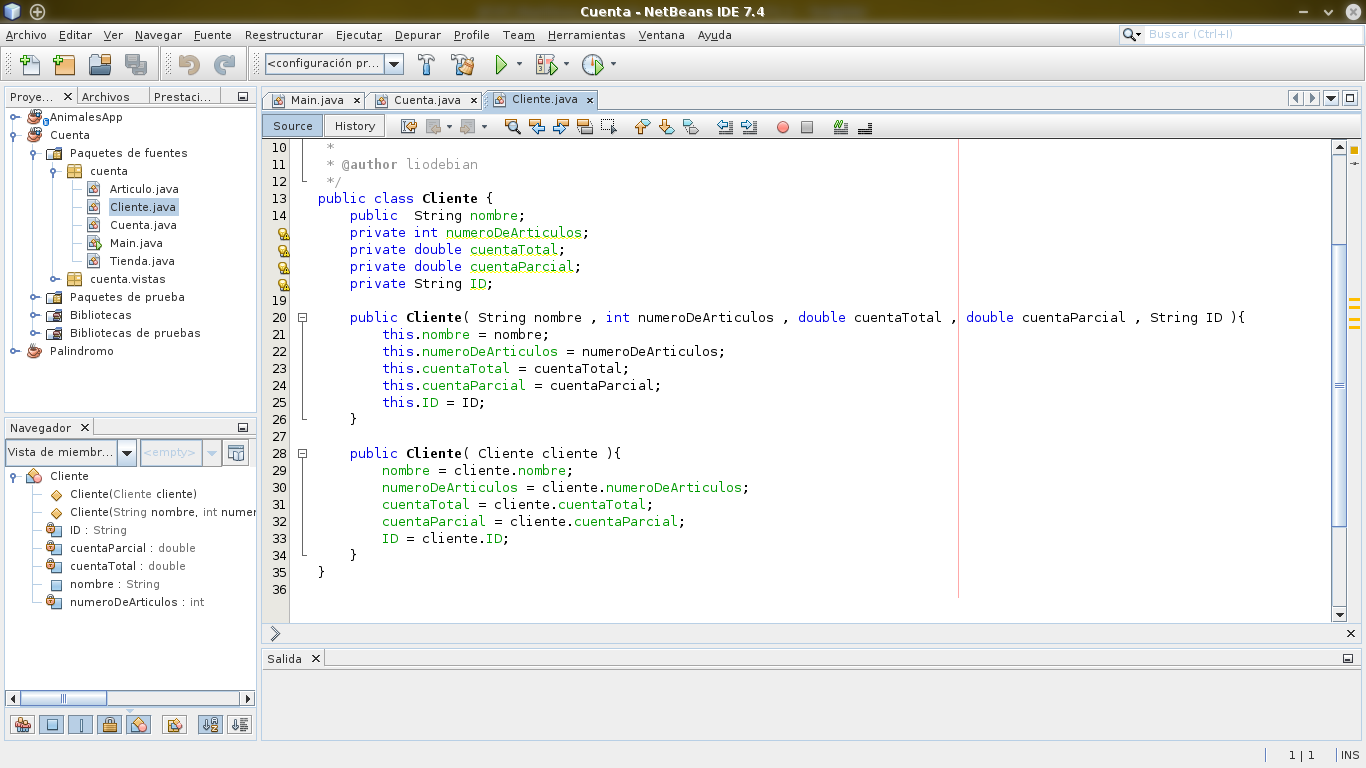 Cuenta - NetBeans IDE 7.4
Archivo Editar Ver Navegar Fuente Reestructurar Ejecutar Depurar Profile Team Herramientas Ventana Ayuda
Buscar (Ctrl+I)
<configuración pr...
Proye... Archivos Prestaci...
AnimalesApp
Cuenta
Paquetes de fuentes
cuenta
Articulo.java
Cliente.java
Cuenta.java
Main.java
Tienda.java
cuenta.vistas
Paquetes de prueba
Bibliotecas
Bibliotecas de pruebas
Palindromo
Navegador
Vista de miembr... <empty>
Cliente
Cliente(Cliente cliente)
Cliente(String nombre, int numer
ID : String
cuentaParcial : double
cuentaTotal : double
nombre : String
numeroDeArticulos : int
Main.java Cuenta.java Cliente.java
Source History
10 *
11 * @author liodebian
12 */
13 public class Cliente {
14 public  String nombre;
private int numeroDeArticulos;
private double cuentaTotal;
private double cuentaParcial;
private String ID;
19
20 public Cliente( String nombre , int numeroDeArticulos , double cuentaTotal , double cuentaParcial , String ID ){
21 this.nombre = nombre;
22 this.numeroDeArticulos = numeroDeArticulos;
23 this.cuentaTotal = cuentaTotal;
24 this.cuentaParcial = cuentaParcial;
25 this.ID = ID;
26 }
27
28 public Cliente( Cliente cliente ){
29 nombre = cliente.nombre;
30 numeroDeArticulos = cliente.numeroDeArticulos;
31 cuentaTotal = cliente.cuentaTotal;
32 cuentaParcial = cliente.cuentaParcial;
33 ID = cliente.ID;
34 }
35 }
36
Salida
1 | 1 INS